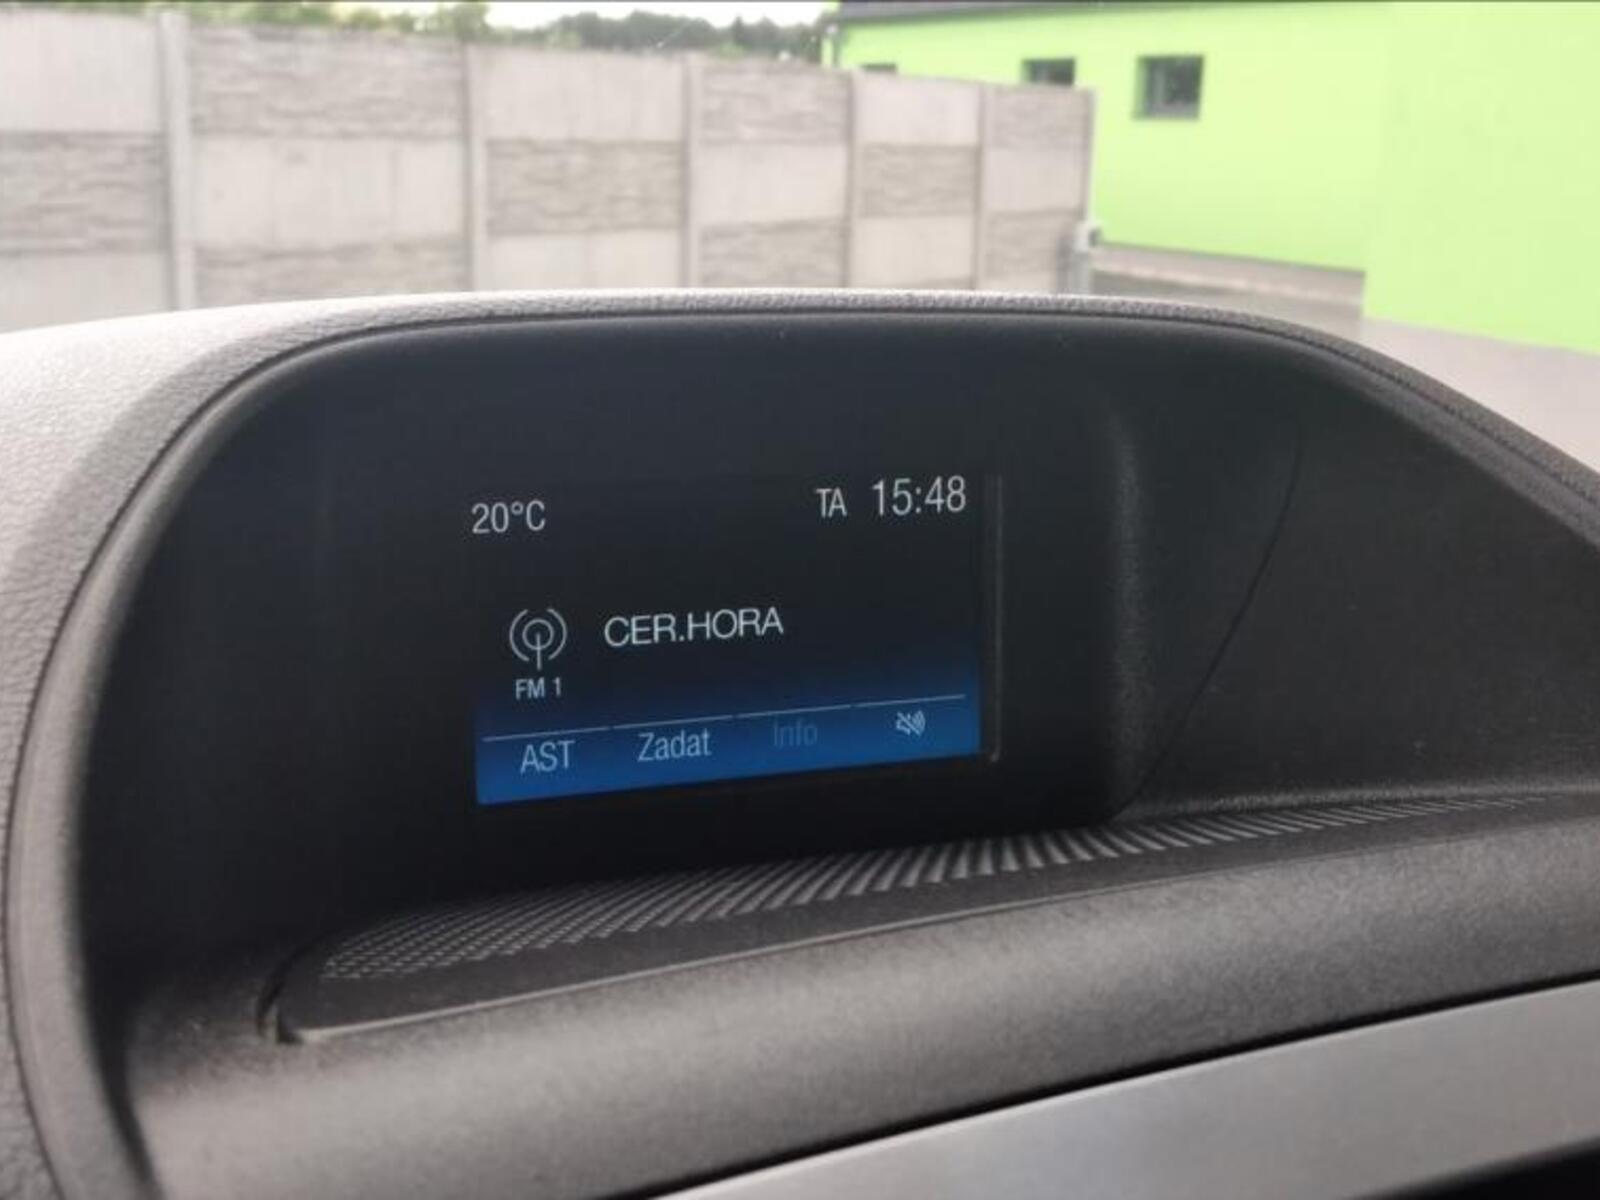 20°C TA 15:48
CER.HORA
FM 1
AST Zadat Info